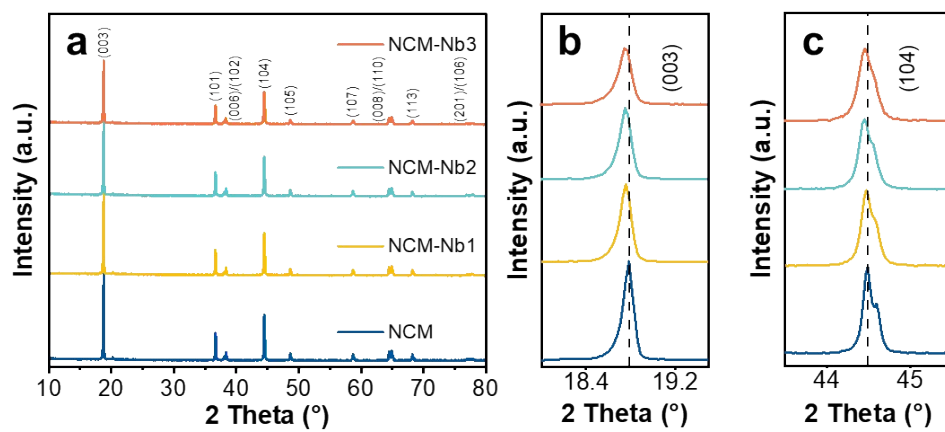 a
NCM-Nb3
(003)
(101)
(006)/(102)
(104)
(105)
(107)
(008)/(110)
(113)
(201)/(106)
NCM-Nb2
NCM-Nb1
NCM
Intensity (a.u.)
10 20 30 40 50 60 70 80
2 Theta (°)
b
(003)
Intensity (a.u.)
18.4 19.2
2 Theta (°)
c
(104)
Intensity (a.u.)
44 45
2 Theta (°)